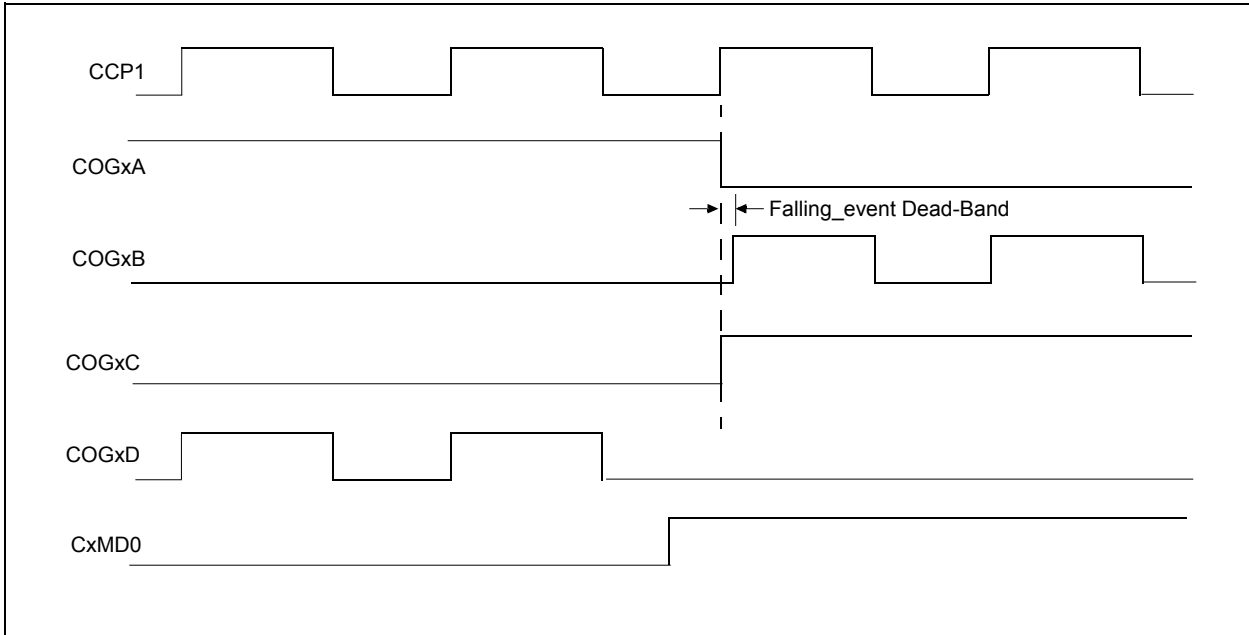 CCP1
COGxA
Falling_event Dead-Band
COGxB
COGxC
COGxD
CxMD0